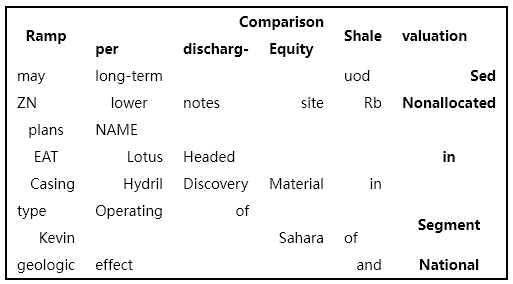 Comparison
Ramp Shale valuation
per discharg- Equity
may long-term uod Sed
ZN lower notes site Rb Nonallocated
plans NAME
EAT Lotus Headed in
Casing Hydril Discovery Material in
type Operating of
Segment
Kevin Sahara of
geologic effect and National